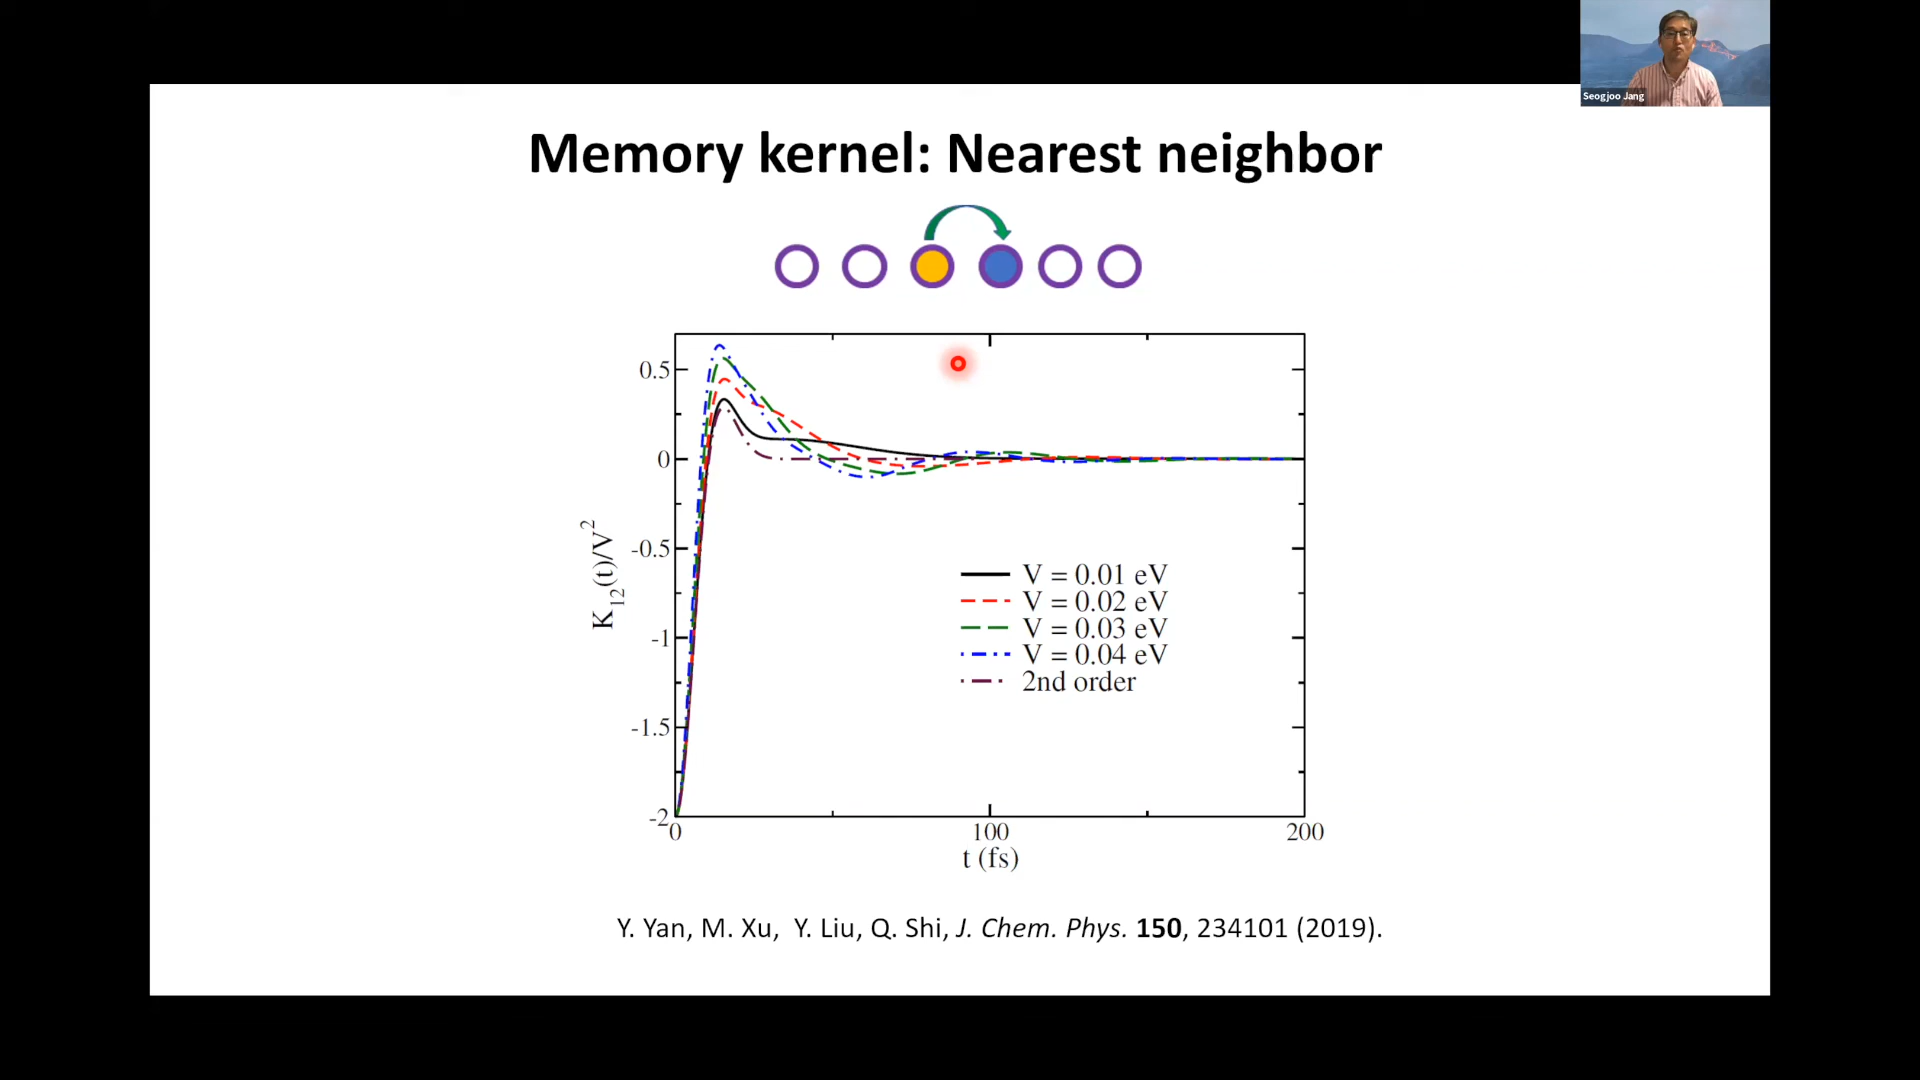 Seogjoo Jang
Memory kernel: Nearest neighbor
0.5
0
-0.5
-1
-1.5
-2
K12(t)/V2
V = 0.01 eV
V = 0.02 eV
V = 0.03 eV
V = 0.04 eV
2nd order
0
100
200
t (fs)
Y. Yan, M. Xu, Y. Liu, Q. Shi, J. Chem. Phys. 150, 234101 (2019).